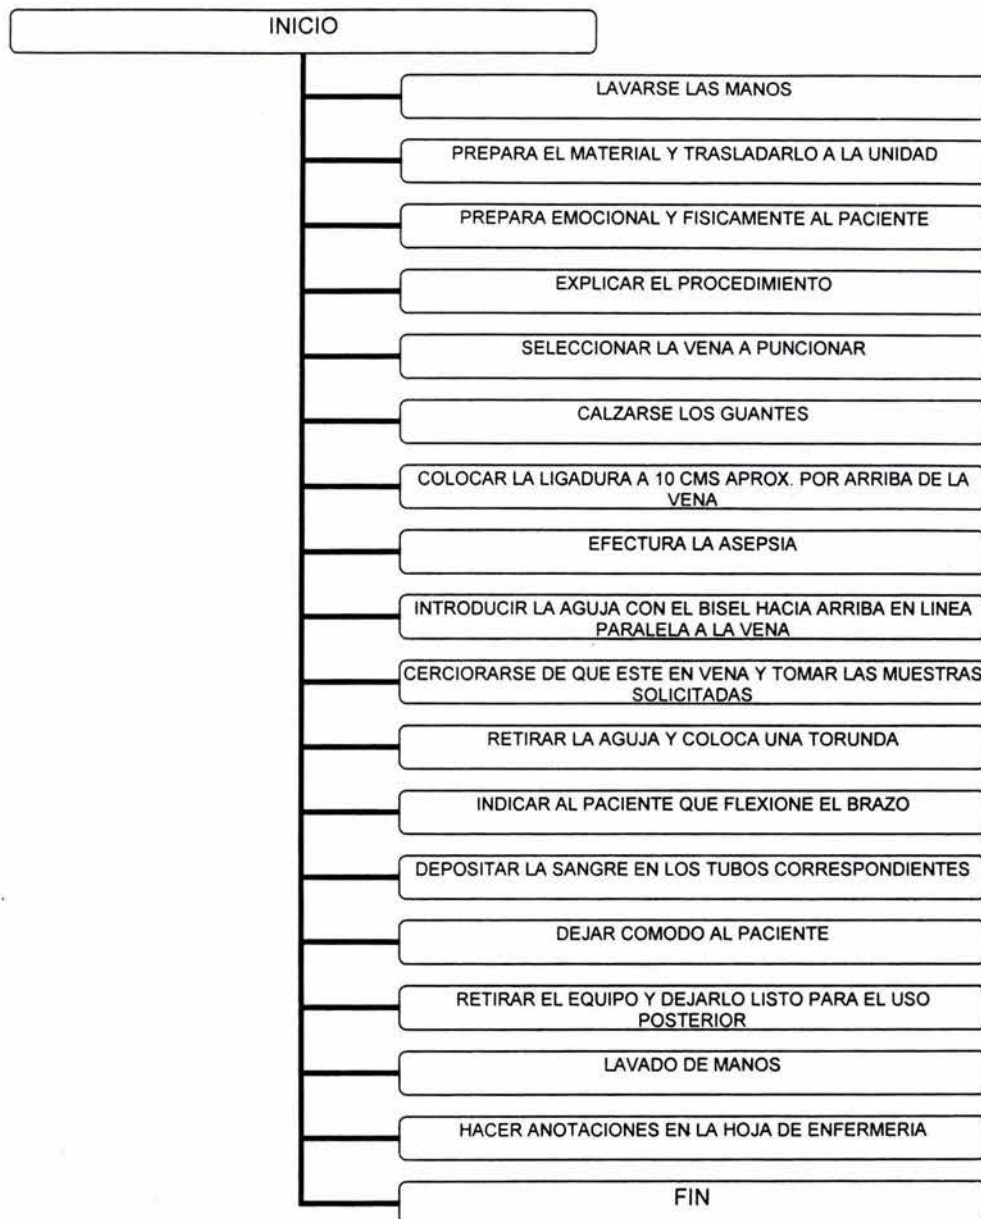 INICIO
LAVARSE LAS MANOS
PREPARA EL MATERIAL Y TRASLADARLO A LA UNIDAD
PREPARA EMOCIONAL Y FISICAMENTE AL PACIENTE
EXPLICAR EL PROCEDIMIENTO
SELECCIONAR LA VENA A PUNCIONAR
CALZARSE LOS GUANTES
COLOCAR LA LIGADURA A 10 CMS APROX. POR ARRIBA DE LA
VENA
EFECTURA LA ASEPSIA
INTRODUCIR LA AGUJA CON EL BISEL HACIA ARRIBA EN LINEA
PARALELA A LA VENA
CERCIORARSE DE QUE ESTE EN VENA Y TOMAR LAS MUESTRAS
SOLICITADAS
RETIRAR LA AGUJA Y COLOCA UNA TORUNDA
INDICAR AL PACIENTE QUE FLEXIONE EL BRAZO
DEPOSITAR LA SANGRE EN LOS TUBOS CORRESPONDIENTES
DEJAR COMODO AL PACIENTE
RETIRAR EL EQUIPO Y DEJARLO LISTO PARA EL USO
POSTERIOR
LAVADO DE MANOS
HACER ANOTACIONES EN LA HOJA DE ENFERMERIA
FIN